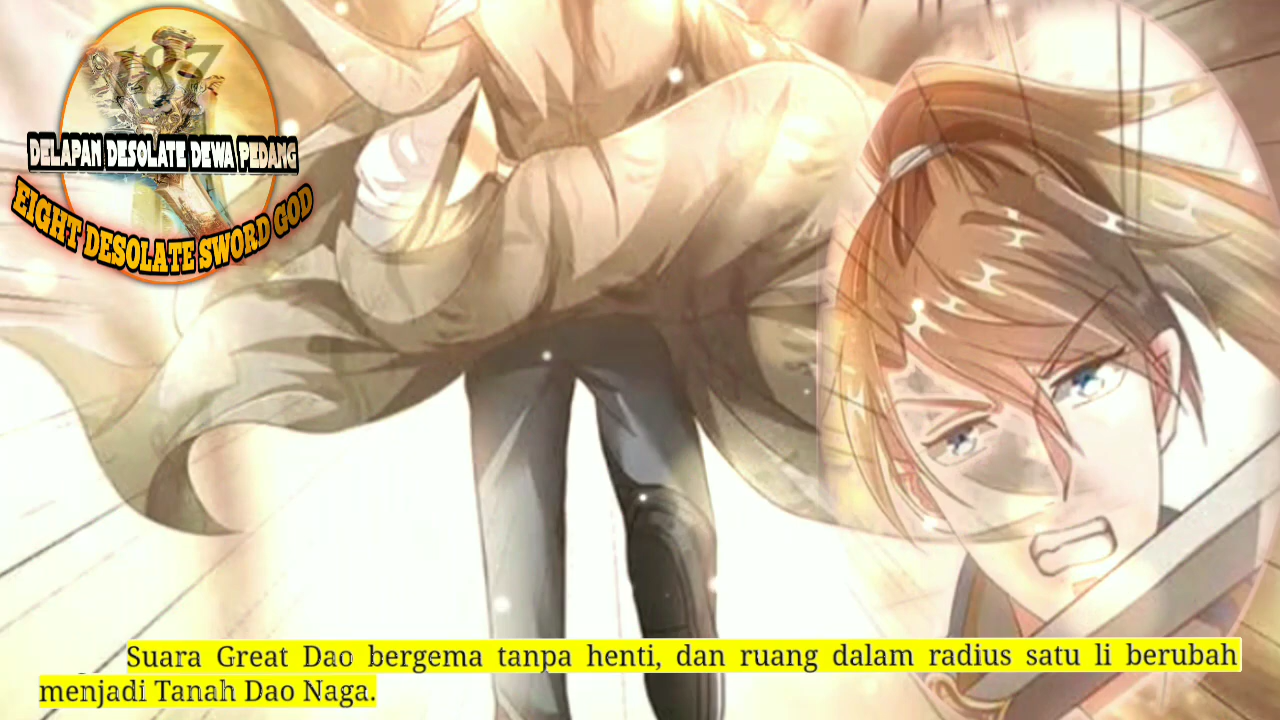 187
DELAPAN DESOLATE DEWA PEDANG
EIGHT DESOLATE SWORD GOD
Suara Great Dao bergema tanpa henti, dan ruang dalam radius satu li berubah
menjadi Tanah Dao Naga.